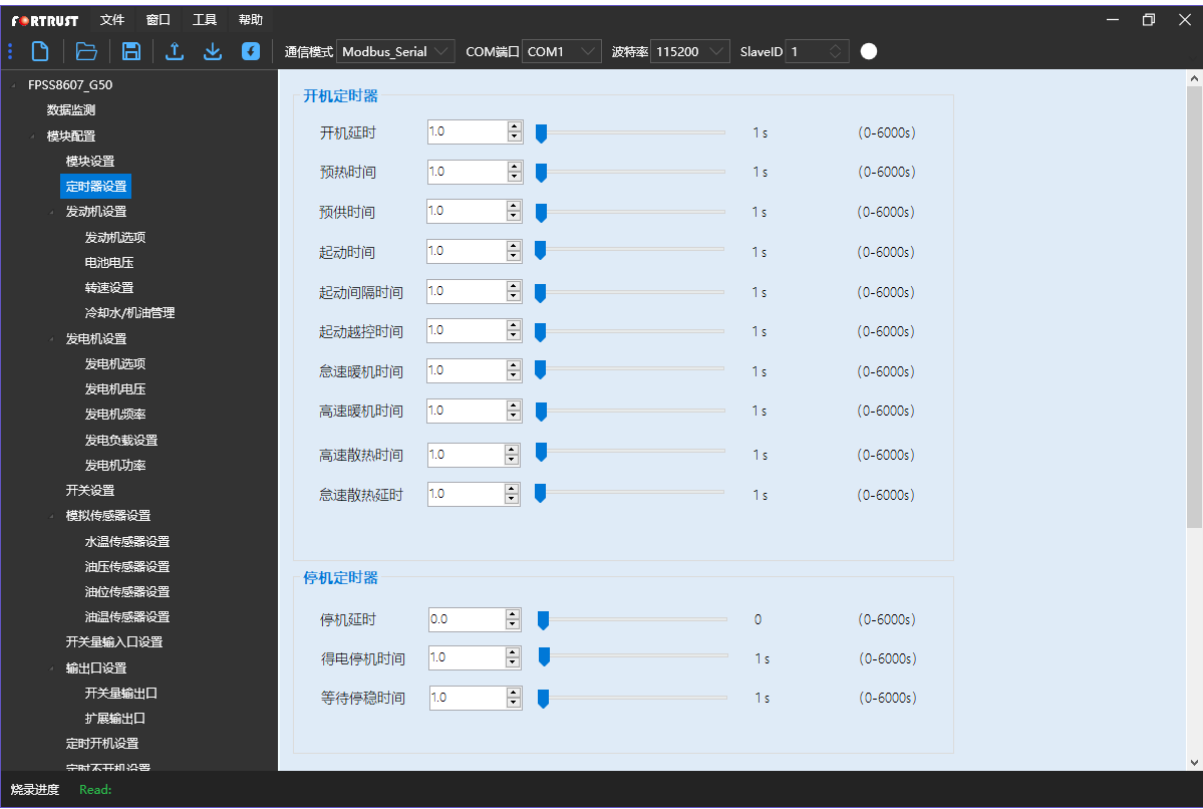 FORTRUST 文件 窗口 工具 帮助
通信模式 Modbus_Serial COM端口 COM1 波特率 115200 SlaveID 1
FPSS8607_G50
数据监测
模块配置
模块设置
定时器设置
发动机设置
发动机选项
电池电压
转速设置
冷却水/机油管理
发电机设置
发电机选项
发电机电压
发电机频率
发电负载设置
发电机功率
开关设置
模拟传感器设置
水温传感器设置
油压传感器设置
油位传感器设置
油温传感器设置
开关量输入口设置
输出口设置
开关量输出口
扩展输出口
定时开机设置
定时不开机设置
开机定时器
开机延时 1.0 1 s (0-6000s)
预热时间 1.0 1 s (0-6000s)
预供时间 1.0 1 s (0-6000s)
起动时间 1.0 1 s (0-6000s)
起动间隔时间 1.0 1 s (0-6000s)
起动越控时间 1.0 1 s (0-6000s)
怠速暖机时间 1.0 1 s (0-6000s)
高速暖机时间 1.0 1 s (0-6000s)
高速散热时间 1.0 1 s (0-6000s)
怠速散热延时 1.0 1 s (0-6000s)
停机定时器
停机延时 0.0 0 (0-6000s)
得电停机时间 1.0 1 s (0-6000s)
等待停稳时间 1.0 1 s (0-6000s)
烧录进度 Read: